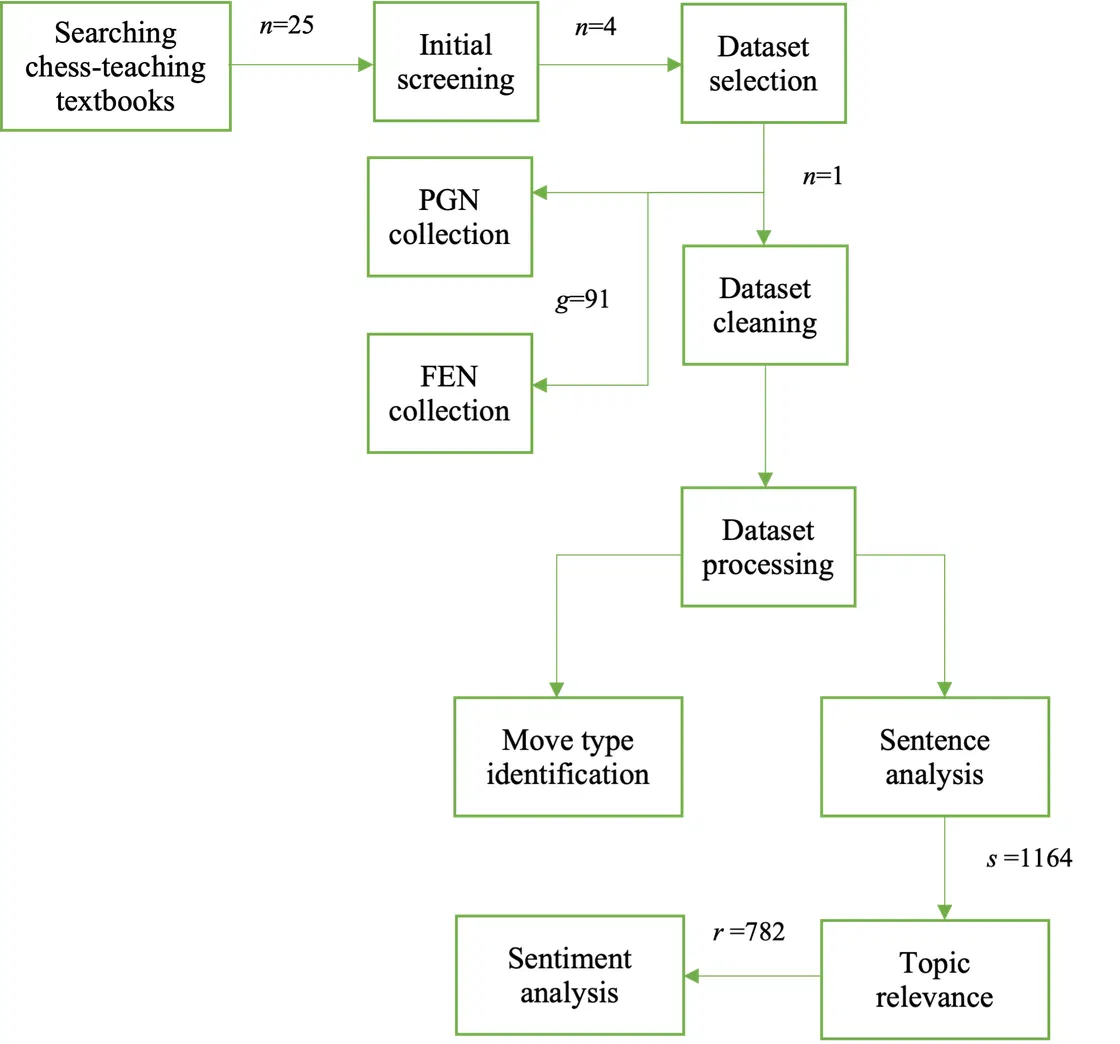 Searching
chess-teaching
textbooks
n=25
Initial
screening
n=4
Dataset
selection
n=1
PGN
collection
g=91
Dataset
cleaning
FEN
collection
Dataset
processing
Move type
identification
Sentence
analysis
s =1164
Topic
relevance
r =782
Sentiment
analysis